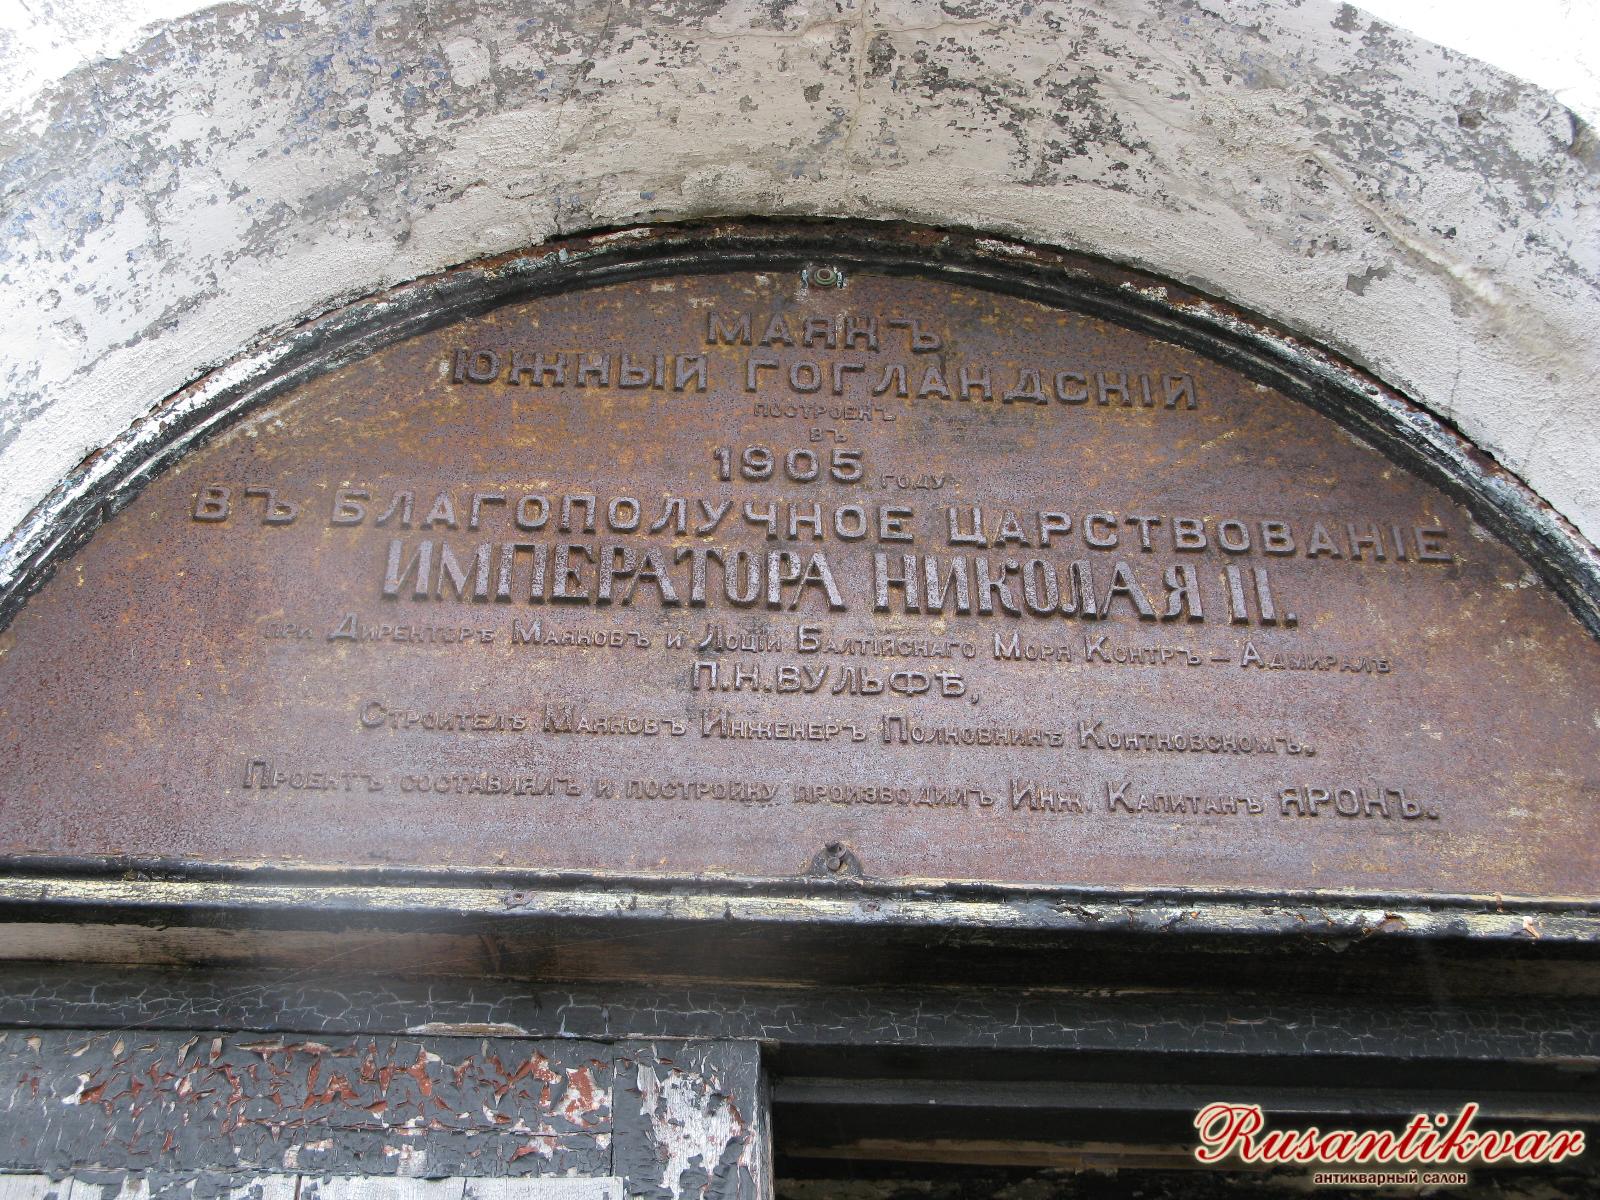 МАЯКЪ
ЮЖНЫЙ ГОГЛАНДСКІЙ
ПОСТРОЕНЪ
ВЪ
1905 ГОДУ
ВЪ БЛАГОПОЛУЧНОЕ ЦАРСТВОВАНІЕ
ИМПЕРАТОРА НИКОЛАЯ II.
ПРИ ДИРЕКТОРѢ МАЯКОВЪ И ЛОЦІИ БАЛТІЙСКАГО МОРЯ КОНТРЪ – АДМИРАЛѢ
П.Н.ВУЛЬФѢ,
СТРОИТЕЛѢ МАЯКОВЪ ИНЖЕНЕРЪ ПОЛКОВНИКѢ КОНТКОВСКОМЪ.
ПРОЕКТЪ СОСТАВЛЯЛЪ И ПОСТРОЙКУ ПРОИЗВОДИЛЪ ИНЖ. КАПИТАНЪ ЯРОНЪ.
Rusantikvar
антикварный салон